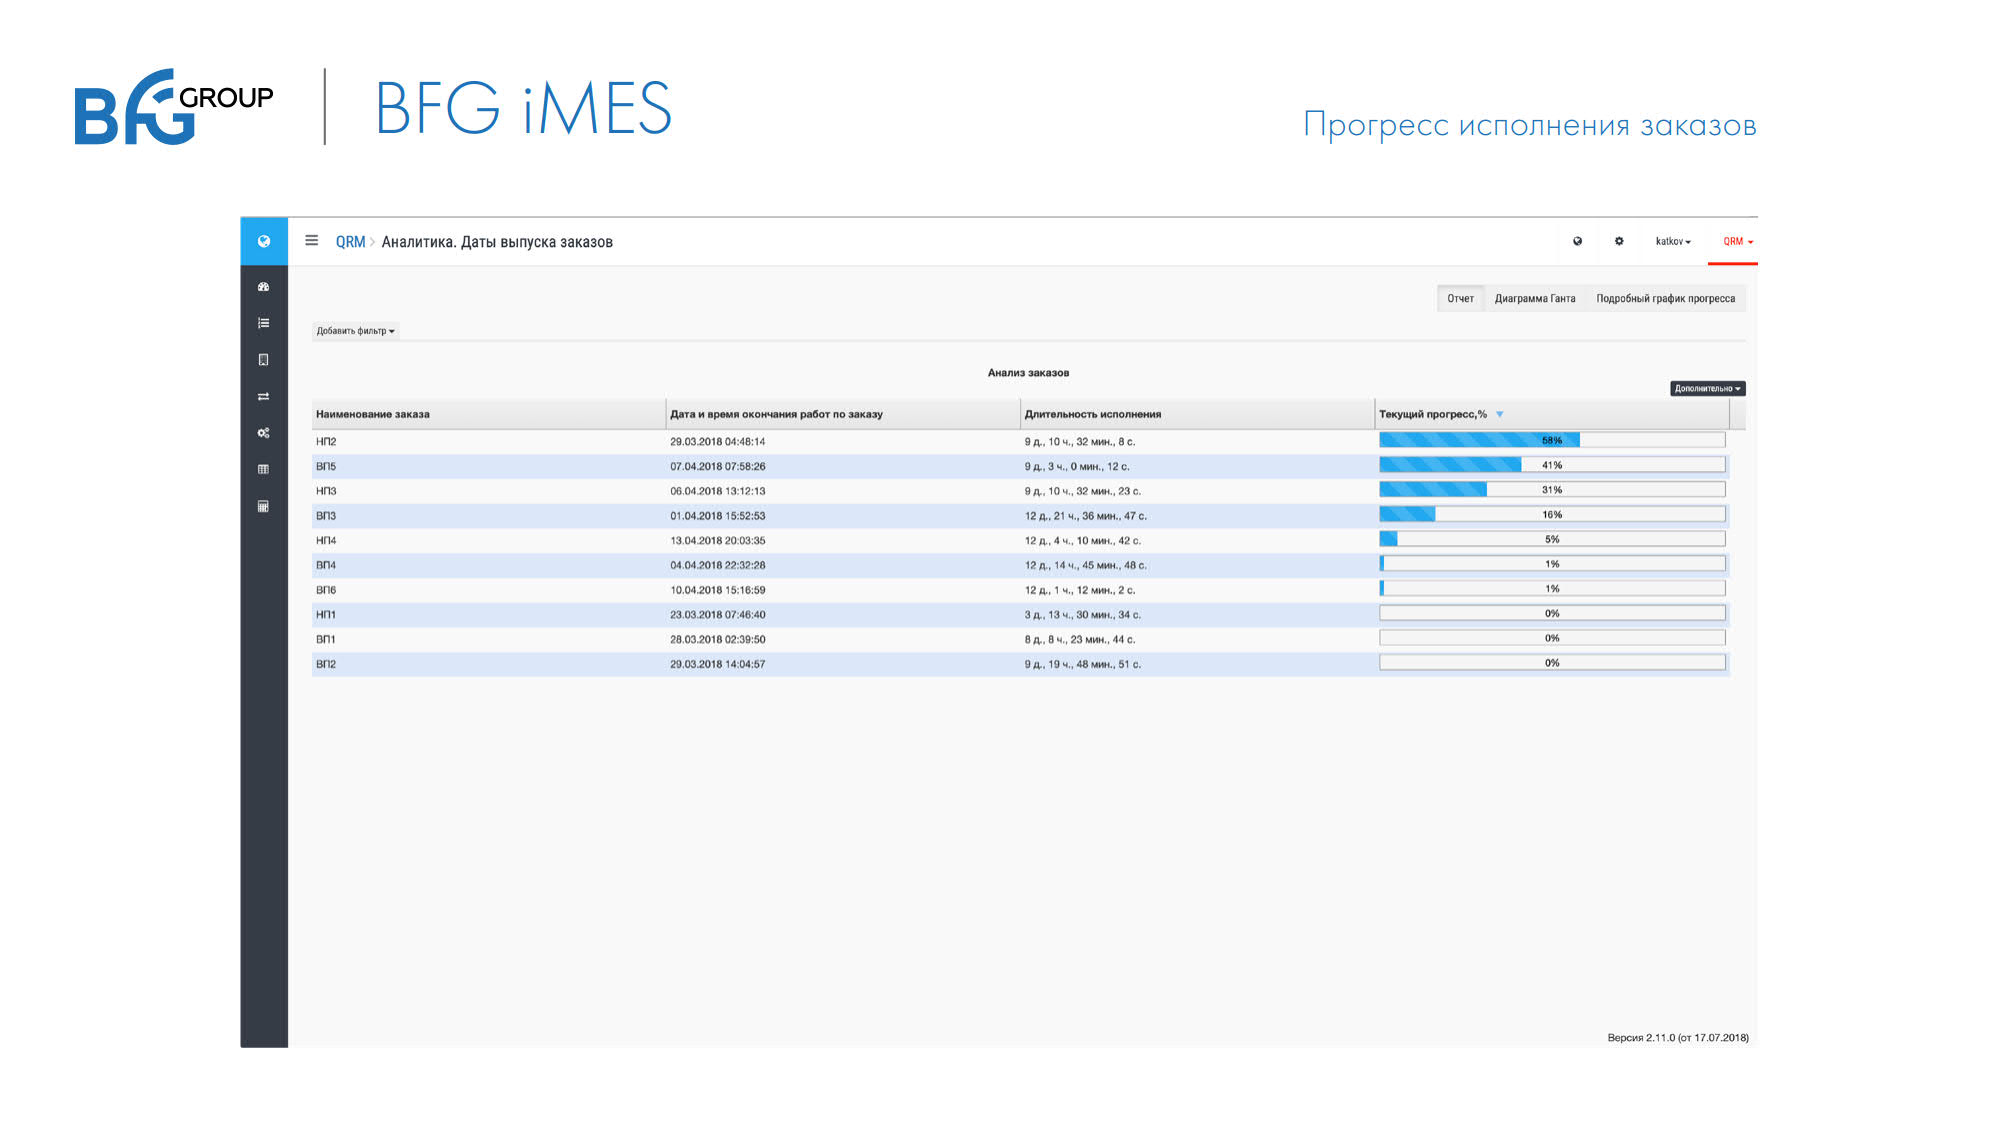 BFG GROUP
BFG iMES
Прогресс исполнения заказов
QRM > Аналитика. Даты выпуска заказов
katkov
QRM
Отчет Диаграмма Ганта Подробный график прогресса
Добавить фильтр
Анализ заказов
Дополнительно
Наименование заказа Дата и время окончания работ по заказу Длительность исполнения Текущий прогресс,%
НП2 29.03.2018 04:48:14 9 д., 10 ч., 32 мин., 8 с. 58%
ВП5 07.04.2018 07:58:26 9 д., 3 ч., 0 мин., 12 с. 41%
НП3 06.04.2018 13:12:13 9 д., 10 ч., 32 мин., 23 с. 31%
ВП3 01.04.2018 15:52:53 12 д., 21 ч., 36 мин., 47 с. 16%
НП4 13.04.2018 20:03:35 12 д., 4 ч., 10 мин., 42 с. 5%
ВП4 04.04.2018 22:32:28 12 д., 14 ч., 45 мин., 48 с. 1%
ВП6 10.04.2018 15:16:59 12 д., 1 ч., 12 мин., 2 с. 1%
НП1 23.03.2018 07:46:40 3 д., 13 ч., 30 мин., 34 с. 0%
ВП1 28.03.2018 02:39:50 8 д., 8 ч., 23 мин., 44 с. 0%
ВП2 29.03.2018 14:04:57 9 д., 19 ч., 48 мин., 51 с. 0%
Версия 2.11.0 (от 17.07.2018)